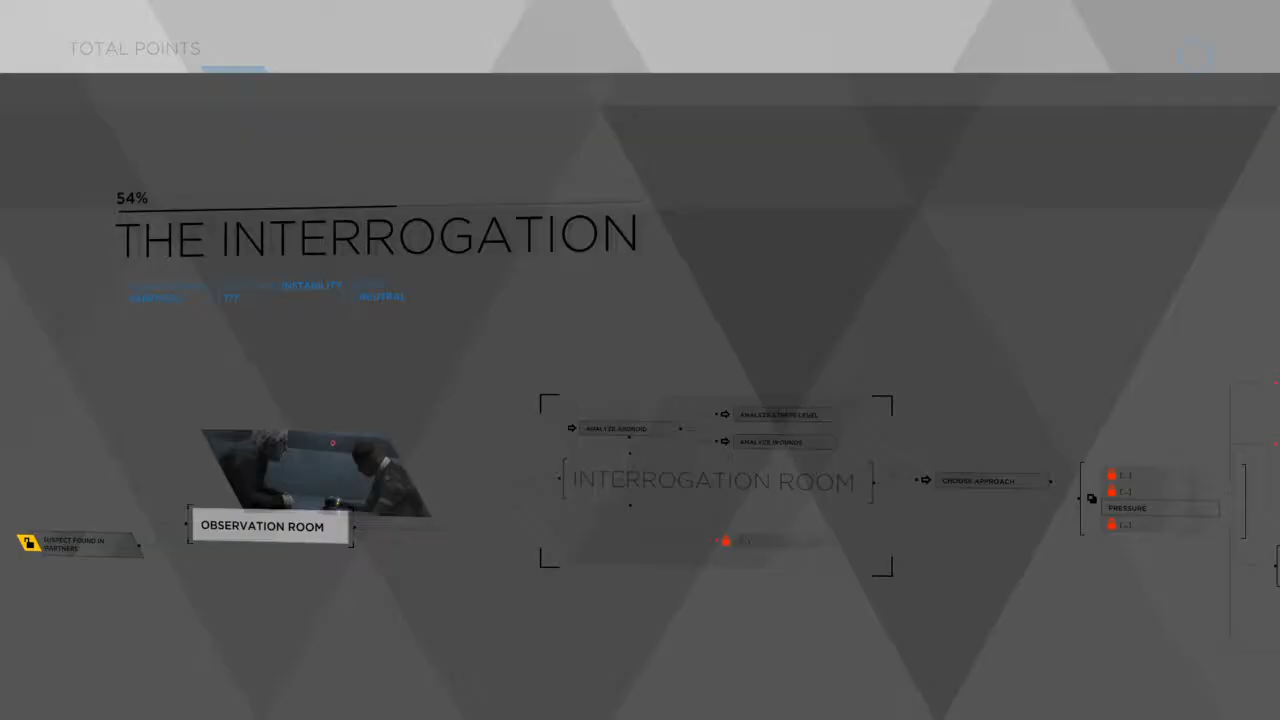 TOTAL POINTS
54%
THE INTERROGATION
INSTABILITY
???
NEUTRAL
ANALYZE STRESS LEVEL
ANALYZE ANDROID
ANALYZE WOUNDS
INTERROGATION ROOM
CHOOSE APPROACH
[...]
[...]
PRESSURE
[...]
OBSERVATION ROOM
SUSPECT FOUND IN
'PARTNERS'